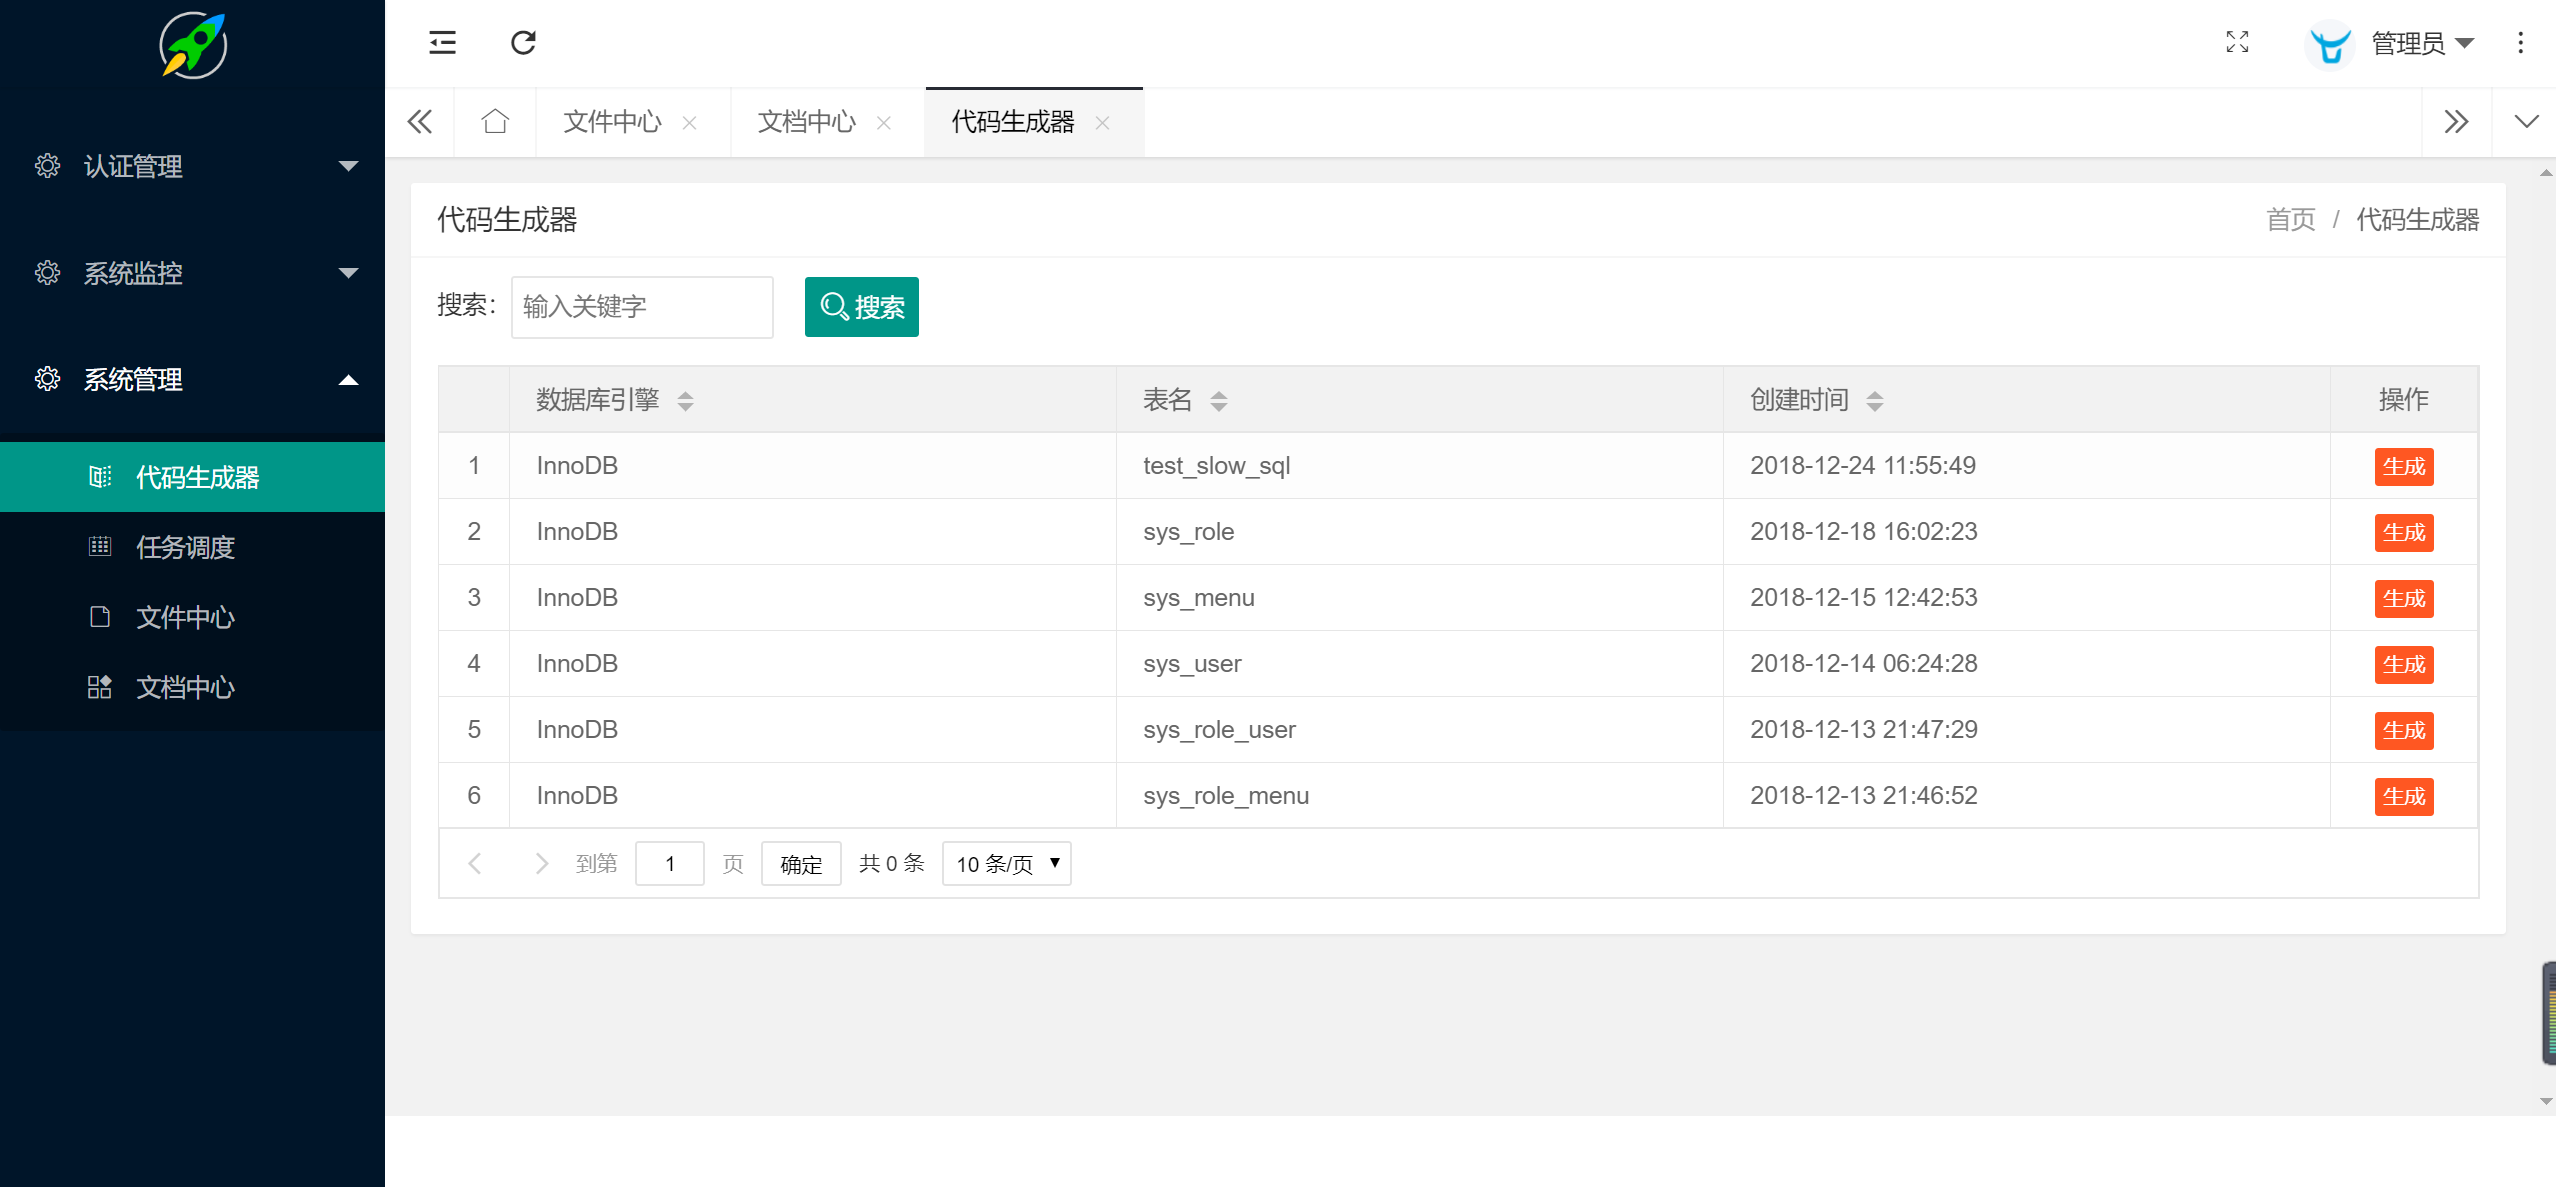 管理员
文件中心
文档中心
代码生成器
认证管理
系统监控
系统管理
代码生成器
任务调度
文件中心
文档中心
代码生成器
首页 / 代码生成器
搜索：
输入关键字
搜索
数据库引擎 表名 创建时间 操作
1 InnoDB test_slow_sql 2018-12-24 11:55:49 生成
2 InnoDB sys_role 2018-12-18 16:02:23 生成
3 InnoDB sys_menu 2018-12-15 12:42:53 生成
4 InnoDB sys_user 2018-12-14 06:24:28 生成
5 InnoDB sys_role_user 2018-12-13 21:47:29 生成
6 InnoDB sys_role_menu 2018-12-13 21:46:52 生成
到第 1 页 确定 共 0 条 10 条/页